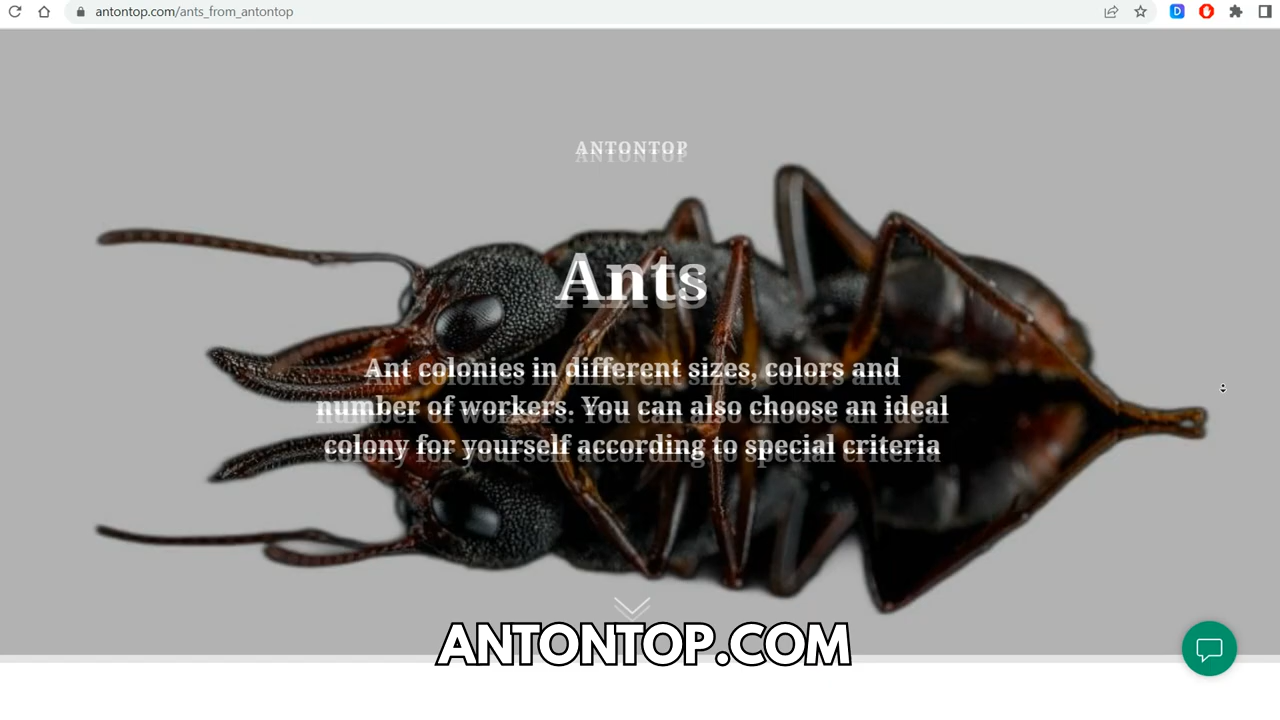 antontop.com/ants_from_antontop
D
ANTONTOP
Ants
Ant colonies in different sizes, colors and
number of workers. You can also choose an ideal
colony for yourself according to special criteria
ANTONTOP.COM